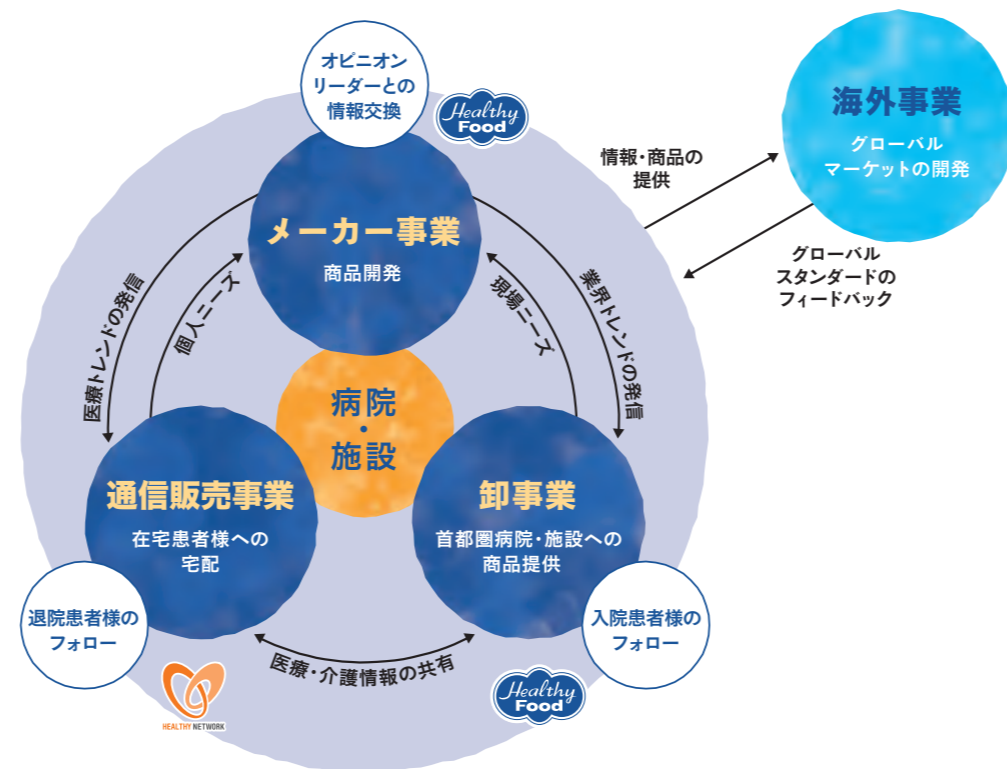 オピニオン
リーダーとの
情報交換
Healthy
Food
海外事業
グローバル
マーケットの開発
情報・商品の
提供
グローバル
スタンダードの
フィードバック
メーカー事業
商品開発
医療トレンドの発信
個人ニーズ
現場ニーズ
業界トレンドの発信
病院
・
施設
通信販売事業
在宅患者様への
宅配
卸事業
首都圏病院・施設への
商品提供
退院患者様の
フォロー
入院患者様の
フォロー
医療・介護情報の共有
HEALTHY NETWORK
Healthy
Food